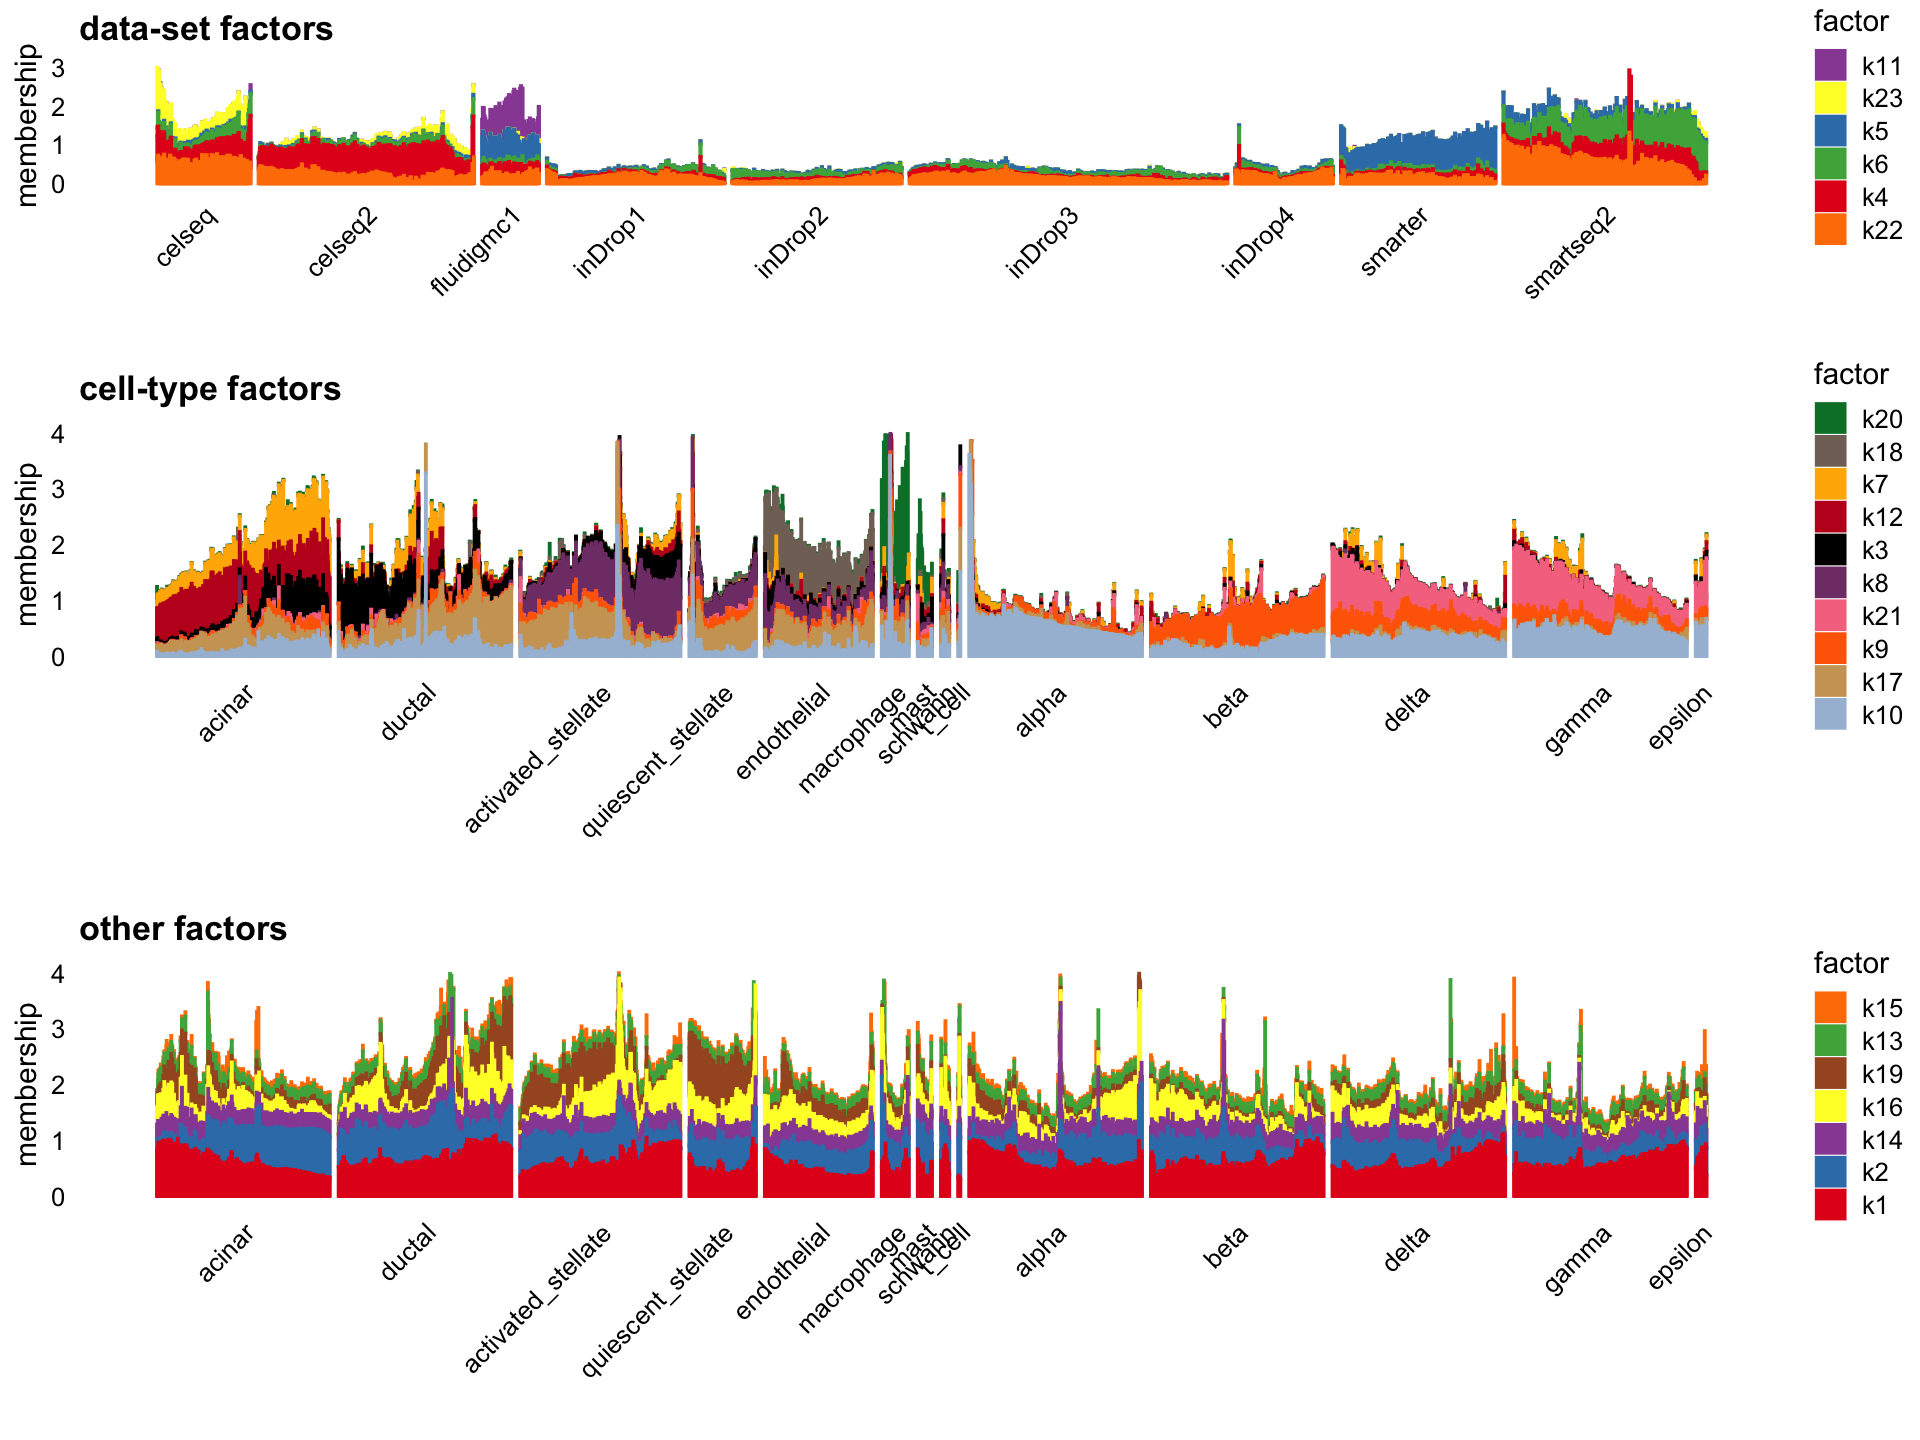 data-set factors
membership
3
2
1
0
celseq
celseq2
fluidigmc1
inDrop1
inDrop2
inDrop3
inDrop4
smarter
smartseq2
factor
k11
k23
k5
k6
k4
k22
cell-type factors
membership
4
3
2
1
0
acinar
ductal
activated_stellate
quiescent_stellate
endothelial
macrophage
mast
schwann
t_cell
alpha
beta
delta
gamma
epsilon
factor
k20
k18
k7
k12
k3
k8
k21
k9
k17
k10
other factors
membership
4
3
2
1
0
acinar
ductal
activated_stellate
quiescent_stellate
endothelial
macrophage
mast
schwann
t_cell
alpha
beta
delta
gamma
epsilon
factor
k15
k13
k19
k16
k14
k2
k1